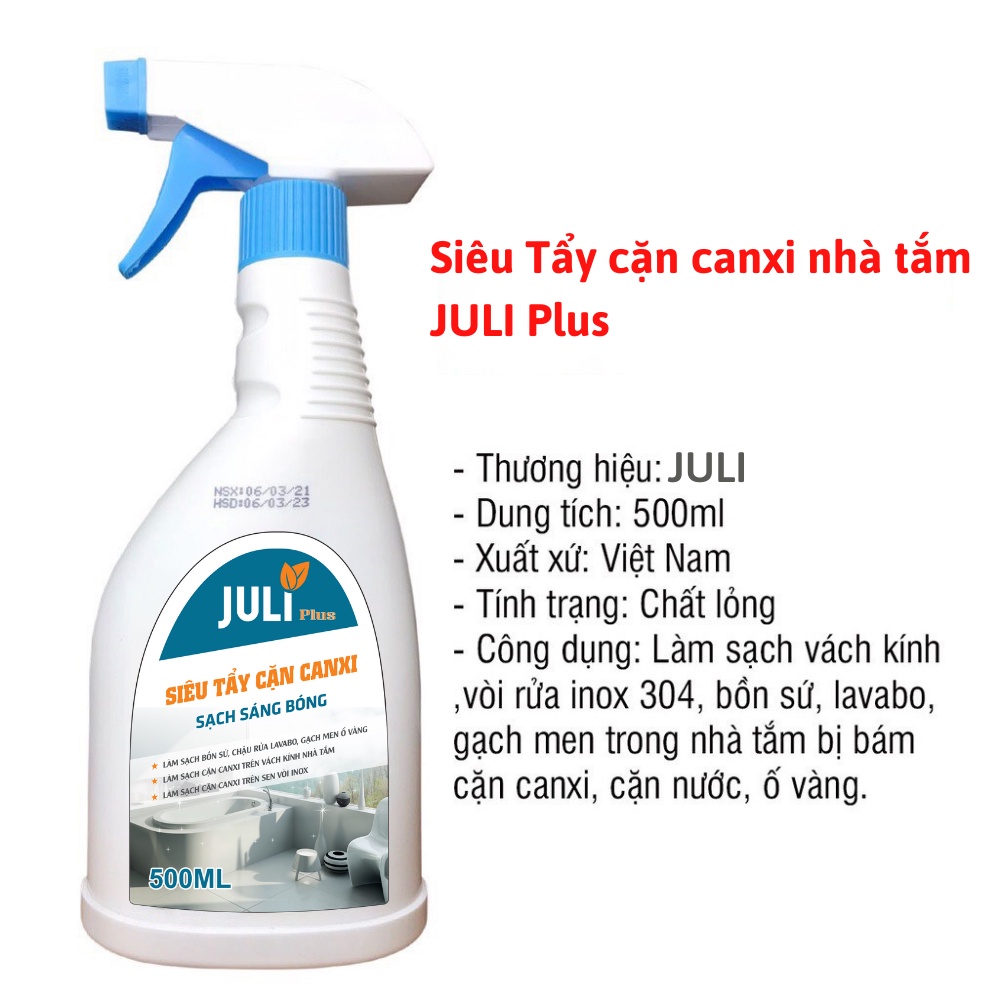 Siêu Tẩy cặn canxi nhà tắm
JULI Plus
- Thương hiệu: JULI
- Dung tích: 500ml
- Xuất xứ: Việt Nam
- Tính trạng: Chất lỏng
- Công dụng: Làm sạch vách kính
,vòi rửa inox 304, bồn sứ, lavabo,
gạch men trong nhà tắm bị bám
cặn canxi, cặn nước, ố vàng.
NSX:06/03/21
HSD:06/03/23
JULI
Plus
SIÊU TẨY CẶN CANXI
SẠCH SÁNG BÓNG
LÀM SẠCH BỒN SỨ, CHẬU RỬA LAVABO, GẠCH MEN Ố VÀNG
LÀM SẠCH CẶN CANXI TRÊN VÁCH KÍNH NHÀ TẮM
LÀM SẠCH CẶN CANXI TRÊN SEN VÒI INOX
500ML